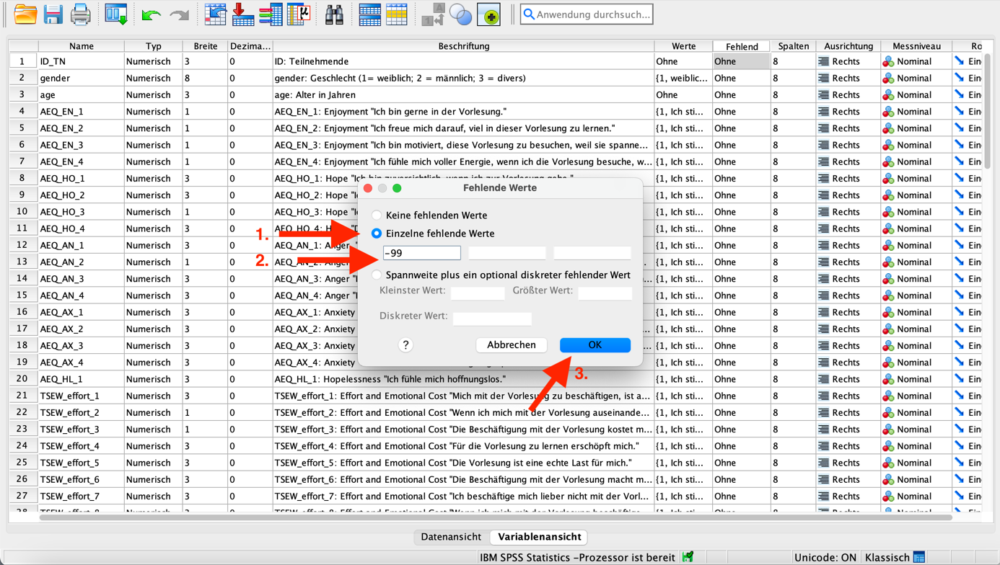 Anwendung durchsuch...
Name Typ Breite Dezima... Beschriftung Werte Fehlend Spalten Ausrichtung Messniveau Ro
1 ID_TN Numerisch 3 0 ID: Teilnehmende Ohne Ohne 8 Rechts Nominal Ein
2 gender Numerisch 8 0 gender: Geschlecht (1= weiblich; 2 = männlich; 3 = divers) {1, weiblic... Ohne 8 Rechts Nominal Ein
3 age Numerisch 3 0 age: Alter in Jahren Ohne Ohne 8 Rechts Nominal Ein
4 AEQ_EN_1 Numerisch 1 0 AEQ_EN_1: Enjoyment "Ich bin gerne in der Vorlesung." {1, Ich sti... Ohne 8 Rechts Nominal Ein
5 AEQ_EN_2 Numerisch 1 0 AEQ_EN_2: Enjoyment "Ich freue mich darauf, viel in dieser Vorlesung zu lernen." {1, Ich sti... Ohne 8 Rechts Nominal Ein
6 AEQ_EN_3 Numerisch 1 0 AEQ_EN_3: Enjoyment "Ich bin motiviert, diese Vorlesung zu besuchen, weil sie spanne... {1, Ich sti... Ohne 8 Rechts Nominal Ein
7 AEQ_EN_4 Numerisch 1 0 AEQ_EN_4: Enjoyment "Ich fühle mich voller Energie, wenn ich die Vorlesung besuche, w... {1, Ich sti... Ohne 8 Rechts Nominal Ein
8 AEQ_HO_1 Numerisch 3 0 AEQ_HO_1: Hope "Ich bin zuversichtlich, wenn ich zur Vorlesung gehe." {1, Ich sti... Ohne 8 Rechts Nominal Ein
9 AEQ_HO_2 Numerisch 3 0 AEQ_HO_2: Hope {1, Ich sti... Ohne 8 Rechts Nominal Ein
10 AEQ_HO_3 Numerisch 1 0 AEQ_HO_3: Hope {1, Ich sti... Ohne 8 Rechts Nominal Ein
11 AEQ_HO_4 Numerisch 3 0 AEQ_HO_4: {1, Ich sti... Ohne 8 Rechts Nominal Ein
12 AEQ_AN_1 Numerisch 3 0 AEQ_AN_1: Anger {1, Ich sti... Ohne 8 Rechts Nominal Ein
13 AEQ_AN_2 Numerisch 1 0 AEQ_AN_2: Anger {1, Ich sti... Ohne 8 Rechts Nominal Ein
14 AEQ_AN_3 Numerisch 3 0 AEQ_AN_3: Anger {1, Ich sti... Ohne 8 Rechts Nominal Ein
15 AEQ_AN_4 Numerisch 3 0 AEQ_AN_4: Anger {1, Ich sti... Ohne 8 Rechts Nominal Ein
16 AEQ_AX_1 Numerisch 3 0 AEQ_AX_1: Anxiety {1, Ich sti... Ohne 8 Rechts Nominal Ein
17 AEQ_AX_2 Numerisch 3 0 AEQ_AX_2: Anxiety {1, Ich sti... Ohne 8 Rechts Nominal Ein
18 AEQ_AX_3 Numerisch 3 0 AEQ_AX_3: Anxiety {1, Ich sti... Ohne 8 Rechts Nominal Ein
19 AEQ_AX_4 Numerisch 3 0 AEQ_AX_4: Anxiety {1, Ich sti... Ohne 8 Rechts Nominal Ein
20 AEQ_HL_1 Numerisch 3 0 AEQ_HL_1: Hopelessness "Ich fühle mich hoffnungslos." {1, Ich sti... Ohne 8 Rechts Nominal Ein
21 TSEW_effort_1 Numerisch 3 0 TSEW_effort_1: Effort and Emotional Cost "Mich mit der Vorlesung zu beschäftigen, ist a... {1, Ich sti... Ohne 8 Rechts Nominal Ein
22 TSEW_effort_2 Numerisch 1 0 TSEW_effort_2: Effort and Emotional Cost "Wenn ich mich mit der Vorlesung auseinande... {1, Ich sti... Ohne 8 Rechts Nominal Ein
23 TSEW_effort_3 Numerisch 1 0 TSEW_effort_3: Effort and Emotional Cost "Die Beschäftigung mit der Vorlesung kostet m... {1, Ich sti... Ohne 8 Rechts Nominal Ein
24 TSEW_effort_4 Numerisch 3 0 TSEW_effort_4: Effort and Emotional Cost "Für die Vorlesung zu lernen erschöpft mich." {1, Ich sti... Ohne 8 Rechts Nominal Ein
25 TSEW_effort_5 Numerisch 3 0 TSEW_effort_5: Effort and Emotional Cost "Die Vorlesung ist eine echte Last für mich." {1, Ich sti... Ohne 8 Rechts Nominal Ein
26 TSEW_effort_6 Numerisch 3 0 TSEW_effort_6: Effort and Emotional Cost "Die Beschäftigung mit der Vorlesung macht m... {1, Ich sti... Ohne 8 Rechts Nominal Ein
27 TSEW_effort_7 Numerisch 3 0 TSEW_effort_7: Effort and Emotional Cost "Ich beschäftige mich lieber nicht mit der Vorl... {1, Ich sti... Ohne 8 Rechts Nominal Ein
Fehlende Werte
Keine fehlenden Werte
1. Einzelne fehlende Werte
2. -99
Spannweite plus ein optional diskreter fehlender Wert
Kleinster Wert: Größter Wert:
Diskreter Wert:
? Abbrechen OK
3.
Datenansicht Variablenansicht
IBM SPSS Statistics -Prozessor ist bereit Unicode: ON Klassisch